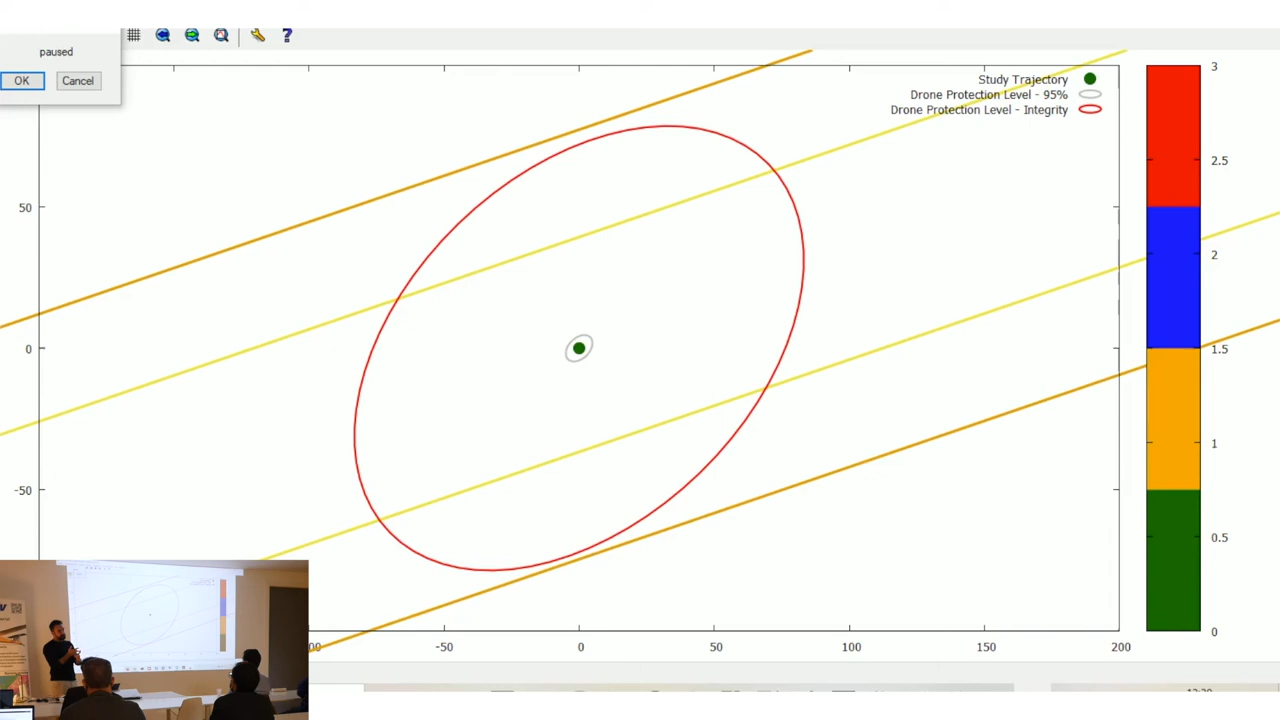 paused
OK
Cancel
?
Study Trajectory
Drone Protection Level - 95%
Drone Protection Level - Integrity
50
0
-50
-50
0
50
100
150
200
3
2.5
2
1.5
1
0.5
0